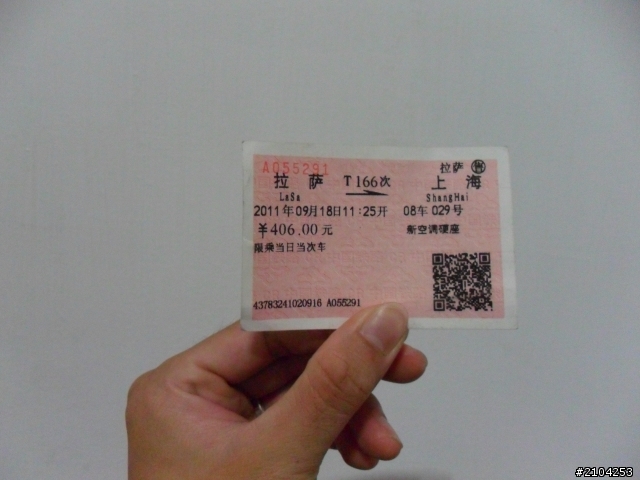 A055291 拉萨 售
拉 萨 T166次 上 海
LaSa ShangHai
2011年09月18日11:25开 08车029号
￥406.00元 新空调硬座
限乘当日当次车
43783241020916 A055291
#2104253